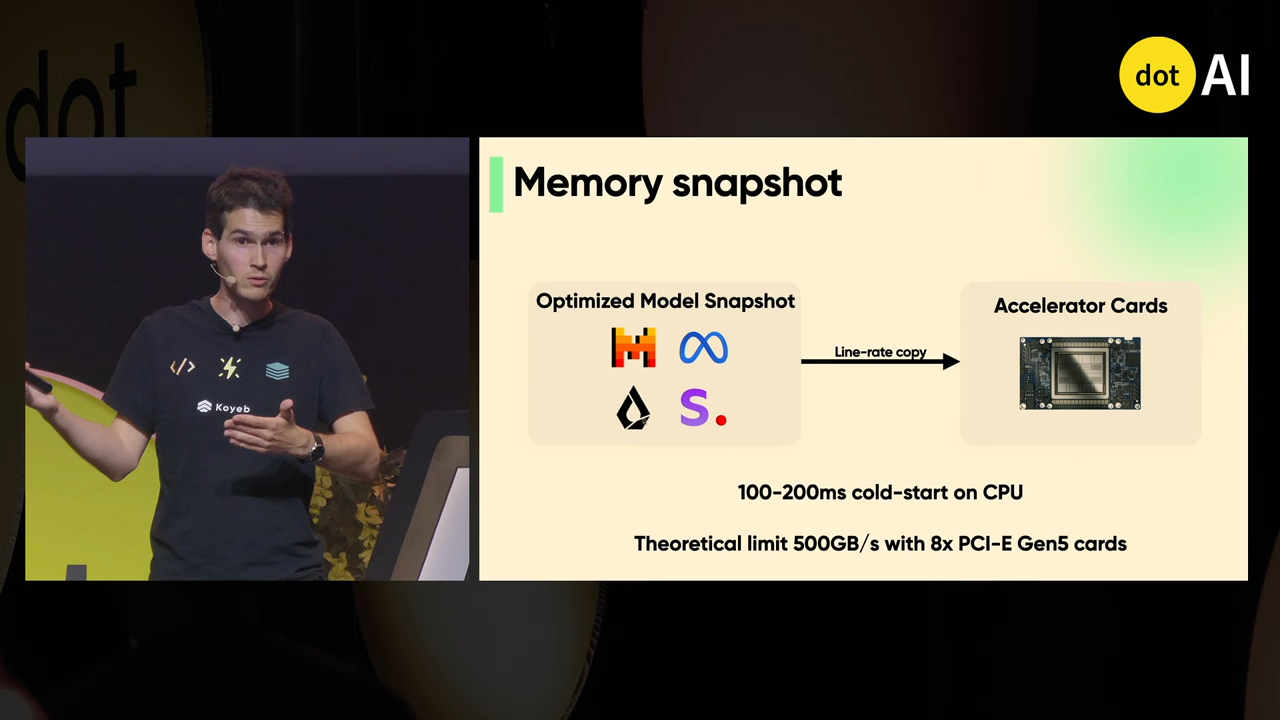 dot
dot AI
Memory snapshot
Optimized Model Snapshot
Accelerator Cards
Line-rate copy
</> 
Koyeb
S.
100-200ms cold-start on CPU
Theoretical limit 500GB/s with 8x PCI-E Gen5 cards